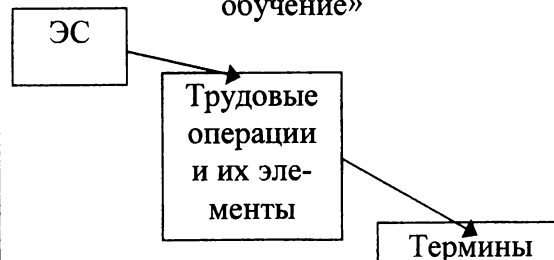 обучение»
ЭС
Трудовые
операции
и их эле-
менты
Термины